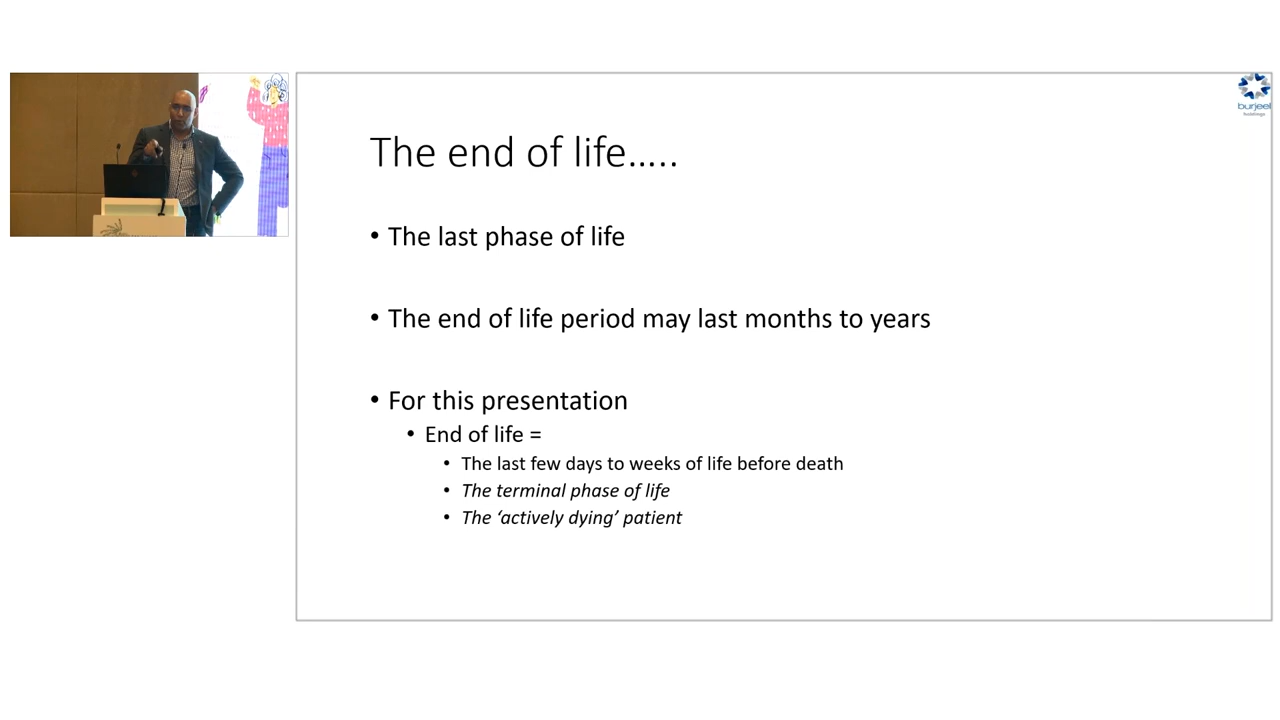 burjeel
holdings
The end of life.....
• The last phase of life
• The end of life period may last months to years
• For this presentation
• End of life =
• The last few days to weeks of life before death
• The terminal phase of life
• The ‘actively dying’ patient